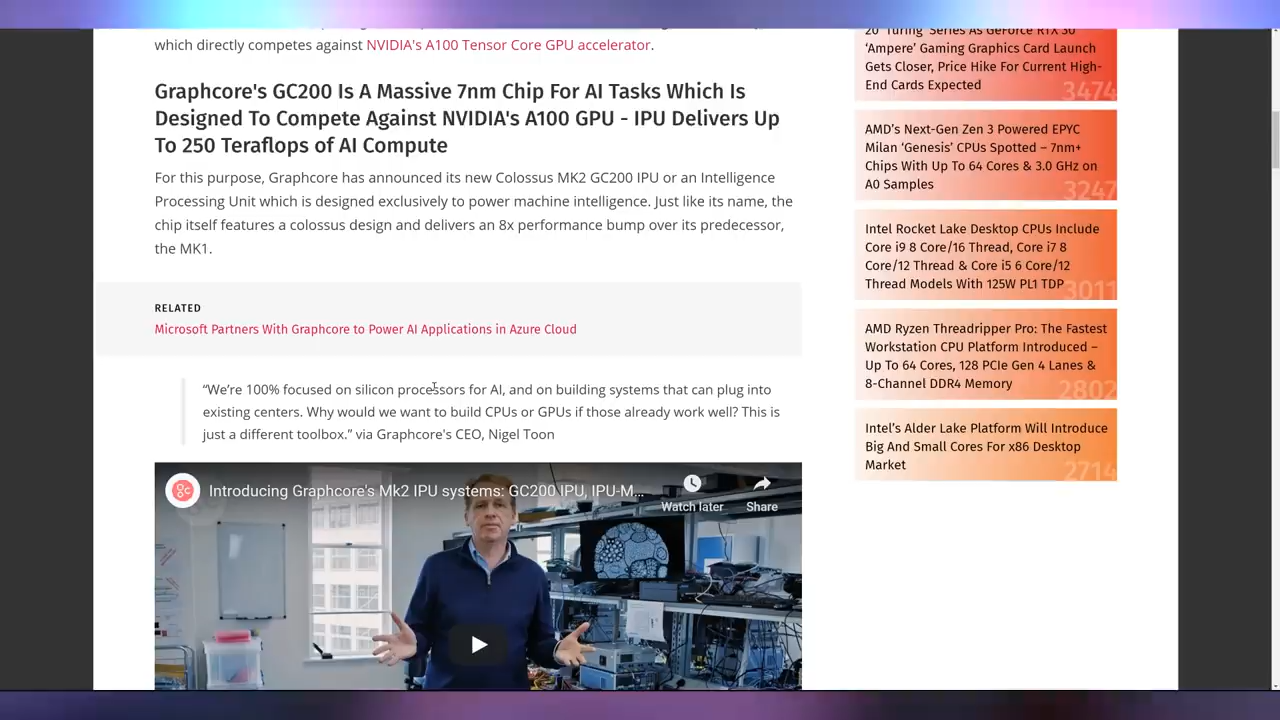 which directly competes against NVIDIA's A100 Tensor Core GPU accelerator.
Graphcore's GC200 Is A Massive 7nm Chip For AI Tasks Which Is
Designed To Compete Against NVIDIA's A100 GPU - IPU Delivers Up
To 250 Teraflops of AI Compute
For this purpose, Graphcore has announced its new Colossus MK2 GC200 IPU or an Intelligence
Processing Unit which is designed exclusively to power machine intelligence. Just like its name, the
chip itself features a colossus design and delivers an 8x performance bump over its predecessor,
the MK1.
RELATED
Microsoft Partners With Graphcore to Power AI Applications in Azure Cloud
“We’re 100% focused on silicon processors for AI, and on building systems that can plug into
existing centers. Why would we want to build CPUs or GPUs if those already work well? This is
just a different toolbox.” via Graphcore's CEO, Nigel Toon
Introducing Graphcore's Mk2 IPU systems: GC200 IPU, IPU-M...
Watch later
Share
20 ‘Turing’ Series As GeForce RTX 30
‘Ampere’ Gaming Graphics Card Launch
Gets Closer, Price Hike For Current High-
End Cards Expected
3474
AMD’s Next-Gen Zen 3 Powered EPYC
Milan ‘Genesis’ CPUs Spotted – 7nm+
Chips With Up To 64 Cores & 3.0 GHz on
A0 Samples
3247
Intel Rocket Lake Desktop CPUs Include
Core i9 8 Core/16 Thread, Core i7 8
Core/12 Thread & Core i5 6 Core/12
Thread Models With 125W PL1 TDP
3011
AMD Ryzen Threadripper Pro: The Fastest
Workstation CPU Platform Introduced –
Up To 64 Cores, 128 PCIe Gen 4 Lanes &
8-Channel DDR4 Memory
2802
Intel’s Alder Lake Platform Will Introduce
Big And Small Cores For x86 Desktop
Market
2714